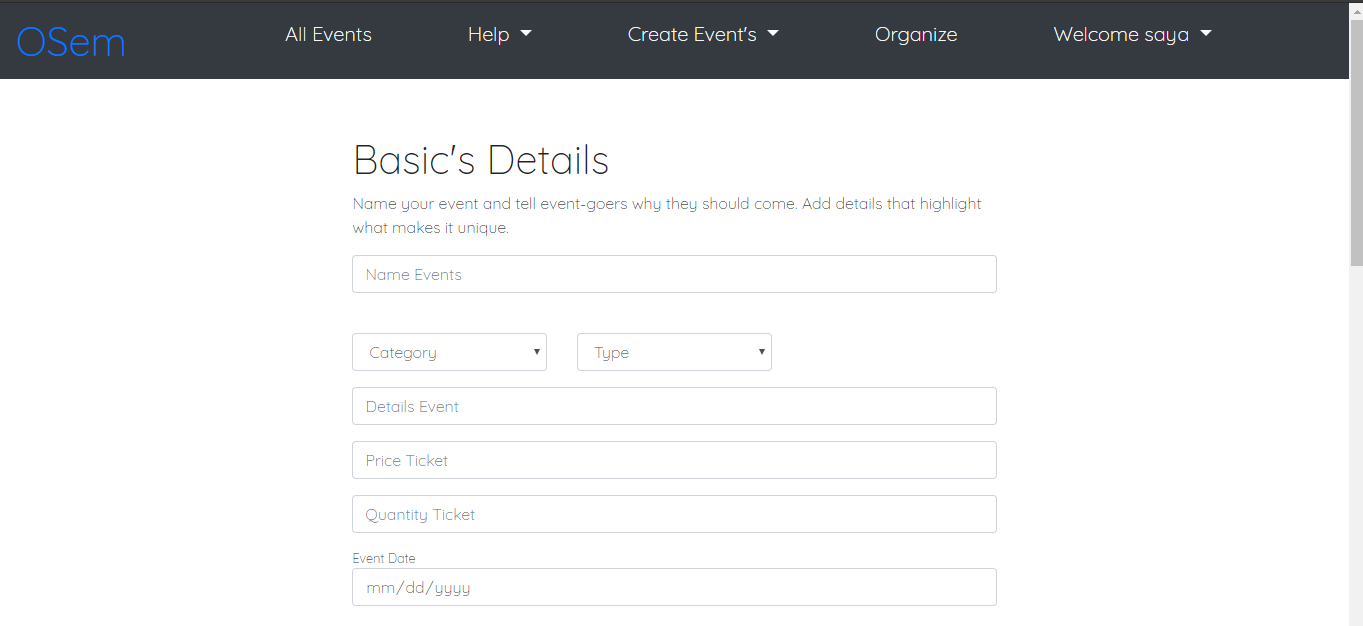 OSem
All Events
Help
Create Event's
Organize
Welcome saya
Basic's Details
Name your event and tell event-goers why they should come. Add details that highlight
what makes it unique.
Name Events
Category
Type
Details Event
Price Ticket
Quantity Ticket
Event Date
mm/dd/yyyy